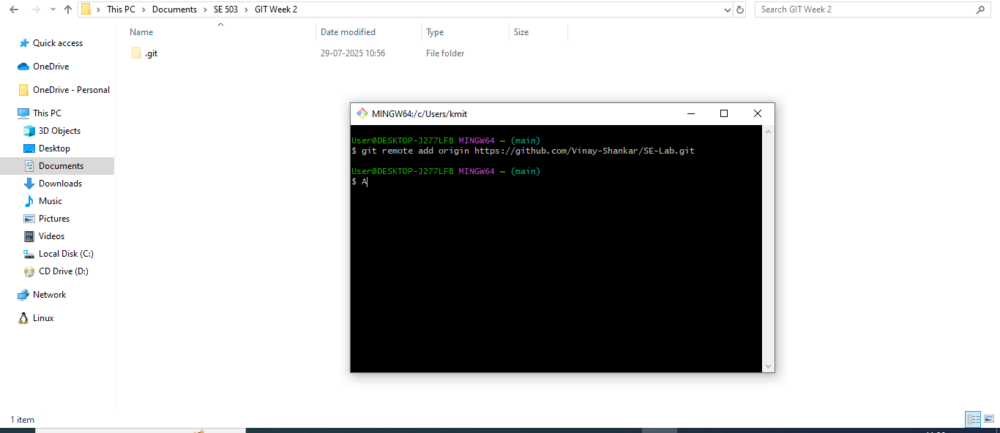 This PC > Documents > SE 503 > GIT Week 2
Search GIT Week 2
Name Date modified Type Size
.git 29-07-2025 10:56 File folder
Quick access
OneDrive
OneDrive - Personal
This PC
3D Objects
Desktop
Documents
Downloads
Music
Pictures
Videos
Local Disk (C:)
CD Drive (D:)
Network
Linux
MINGW64:/c/Users/kmit
User@DESKTOP-J277LFB MINGW64 ~ (main)
$ git remote add origin https://github.com/Vinay-Shankar/SE-Lab.git
User@DESKTOP-J277LFB MINGW64 ~ (main)
$ A
1 item